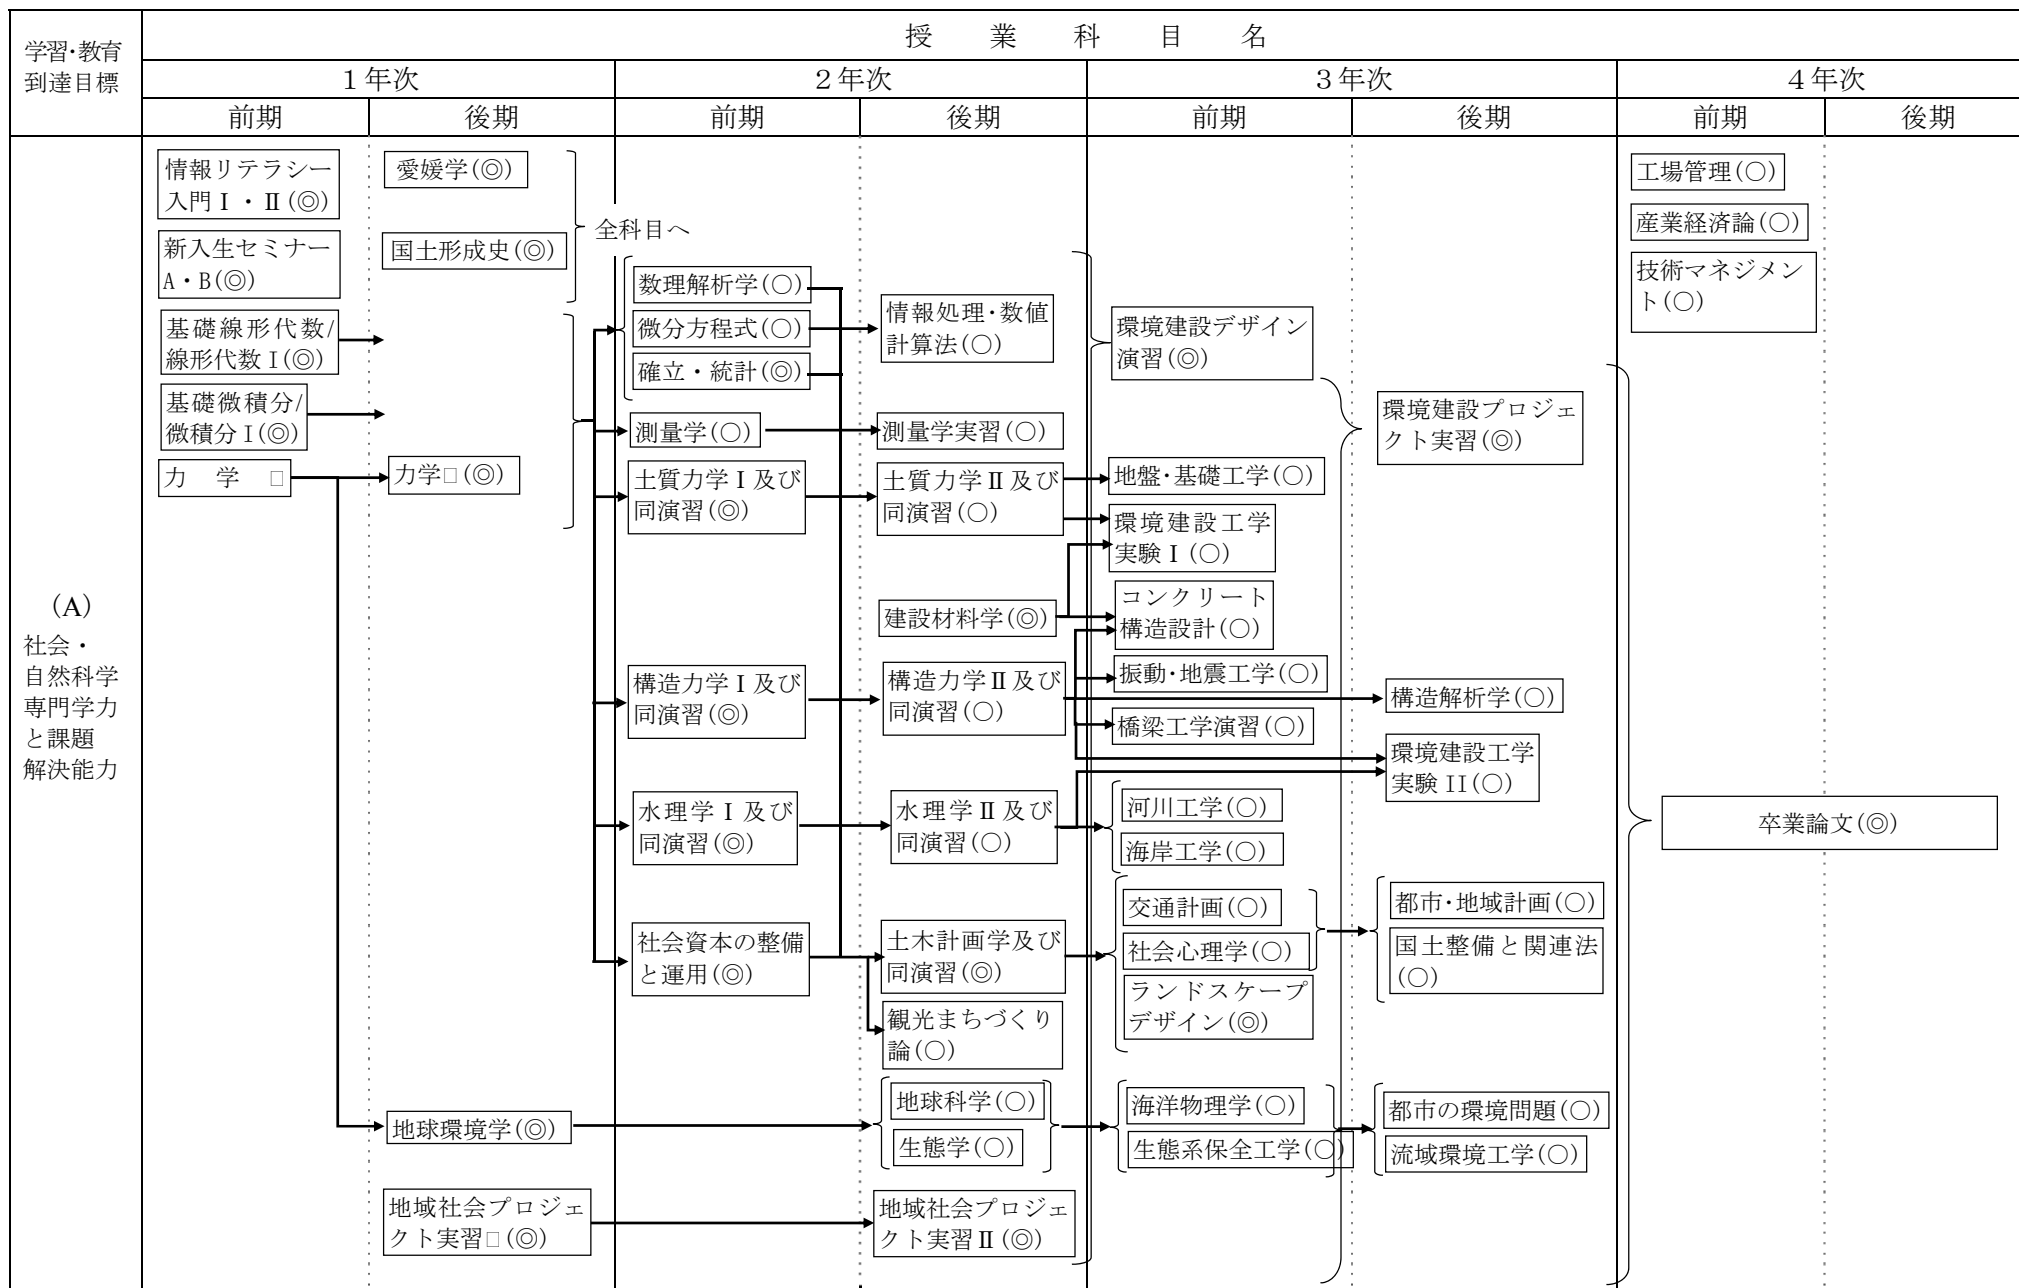 学習･教育
到達目標
授業科目名
１年次
２年次
３年次
４年次
前期
後期
前期
後期
前期
後期
前期
後期
(A)
社会・
自然科学
専門学力
と課題
解決能力
情報リテラシー
入門Ⅰ・Ⅱ(◎)
新入生セミナー
A・B(◎)
基礎線形代数/
線形代数Ⅰ(◎)
基礎微積分/
微積分Ⅰ(◎)
力学□
愛媛学(◎)
国土形成史(◎)
全科目へ
力学□(◎)
地球環境学(◎)
地域社会プロジェ
クト実習□(◎)
数理解析学(○)
微分方程式(○)
確立・統計(◎)
測量学(○)
土質力学Ⅰ及び
同演習(◎)
構造力学Ⅰ及び
同演習(◎)
水理学Ⅰ及び
同演習(◎)
社会資本の整備
と運用(◎)
情報処理･数値
計算法(○)
測量学実習(○)
土質力学Ⅱ及び
同演習(○)
建設材料学(◎)
構造力学Ⅱ及び
同演習(○)
水理学Ⅱ及び
同演習(○)
土木計画学及び
同演習(◎)
観光まちづくり
論(○)
地球科学(○)
生態学(○)
地域社会プロジェ
クト実習Ⅱ(◎)
環境建設デザイン
演習(◎)
地盤･基礎工学(○)
環境建設工学
実験Ⅰ(○)
コンクリート
構造設計(○)
振動･地震工学(○)
橋梁工学演習(○)
河川工学(○)
海岸工学(○)
交通計画(○)
社会心理学(○)
ランドスケープ
デザイン(◎)
海洋物理学(○)
生態系保全工学(○)
環境建設プロジェ
クト実習(◎)
構造解析学(○)
環境建設工学
実験 II(○)
都市･地域計画(○)
国土整備と関連法
(○)
都市の環境問題(○)
流域環境工学(○)
工場管理(○)
産業経済論(○)
技術マネジメン
ト(○)
卒業論文(◎)